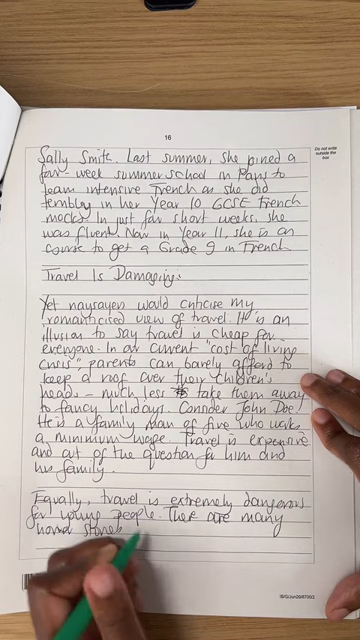 16
Do not write
outside the
box
Sally Smith. Last summer, she joined a
four-week summer school in Paris to
learn intensive French as she did
terribly in her Year 10 GCSE French
mocks. In just four short weeks, she
was fluent. Now in Year 11, she is on
course to get a Grade 9 in French
Travel Is Damaging:
Yet naysayers would criticise my
romanticised view of travel. It is an
illusion to say travel is cheap for
everyone. In our current "cost of living
crisis", parents can barely afford to
keep a roof over their children's
heads - much less take them away
to fancy holidays. Consider John Doe.
He is a family man of five who works
a minimum wage. Travel is expensive
and out of the question for him and
his family.
Equally, travel is extremely dangerous
for young people. There are many
horror stories
IB/G/Jun20/8700/2